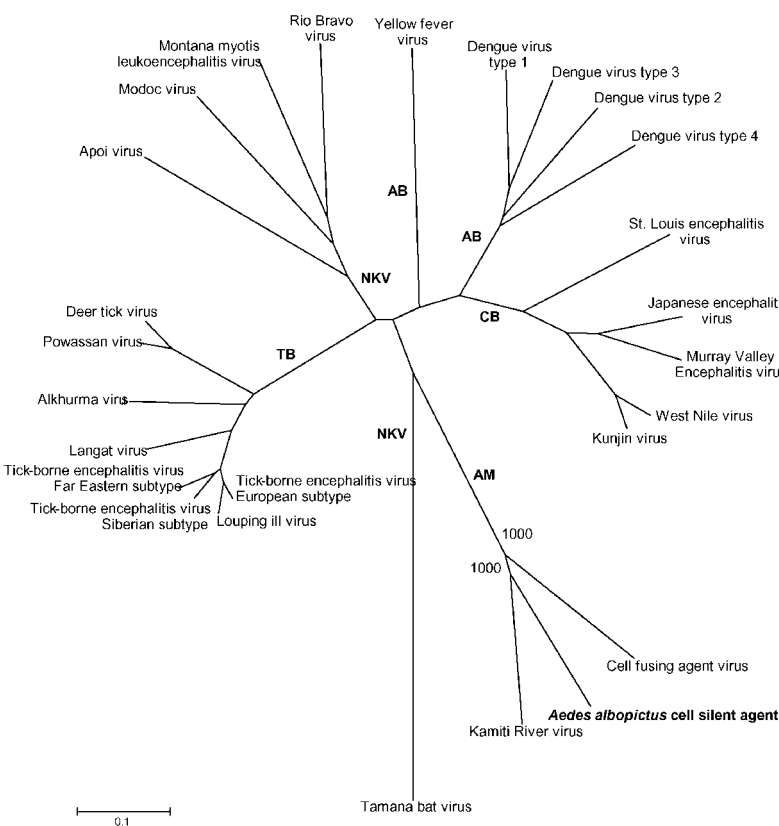 Rio Bravo
virus
Yellow fever
virus
Montana myotis
leukoencephalitis virus
Modoc virus
Apoi virus
Dengue virus
type 1
Dengue virus type 3
Dengue virus type 2
Dengue virus type 4
AB
AB
St. Louis encephalitis
virus
NKV
CB
Japanese encephalit
virus
Murray Valley
Encephalitis viru
West Nile virus
Kunjin virus
Deer tick virus
Powassan virus
TB
Alkhurma virus
Langat virus
Tick-borne encephalitis virus
Far Eastern subtype
Tick-borne encephalitis virus
European subtype
Tick-borne encephalitis virus
Siberian subtype
Louping ill virus
NKV
AM
1000
1000
Cell fusing agent virus
Aedes albopictus cell silent agent
Kamiti River virus
Tamana bat virus
0.1